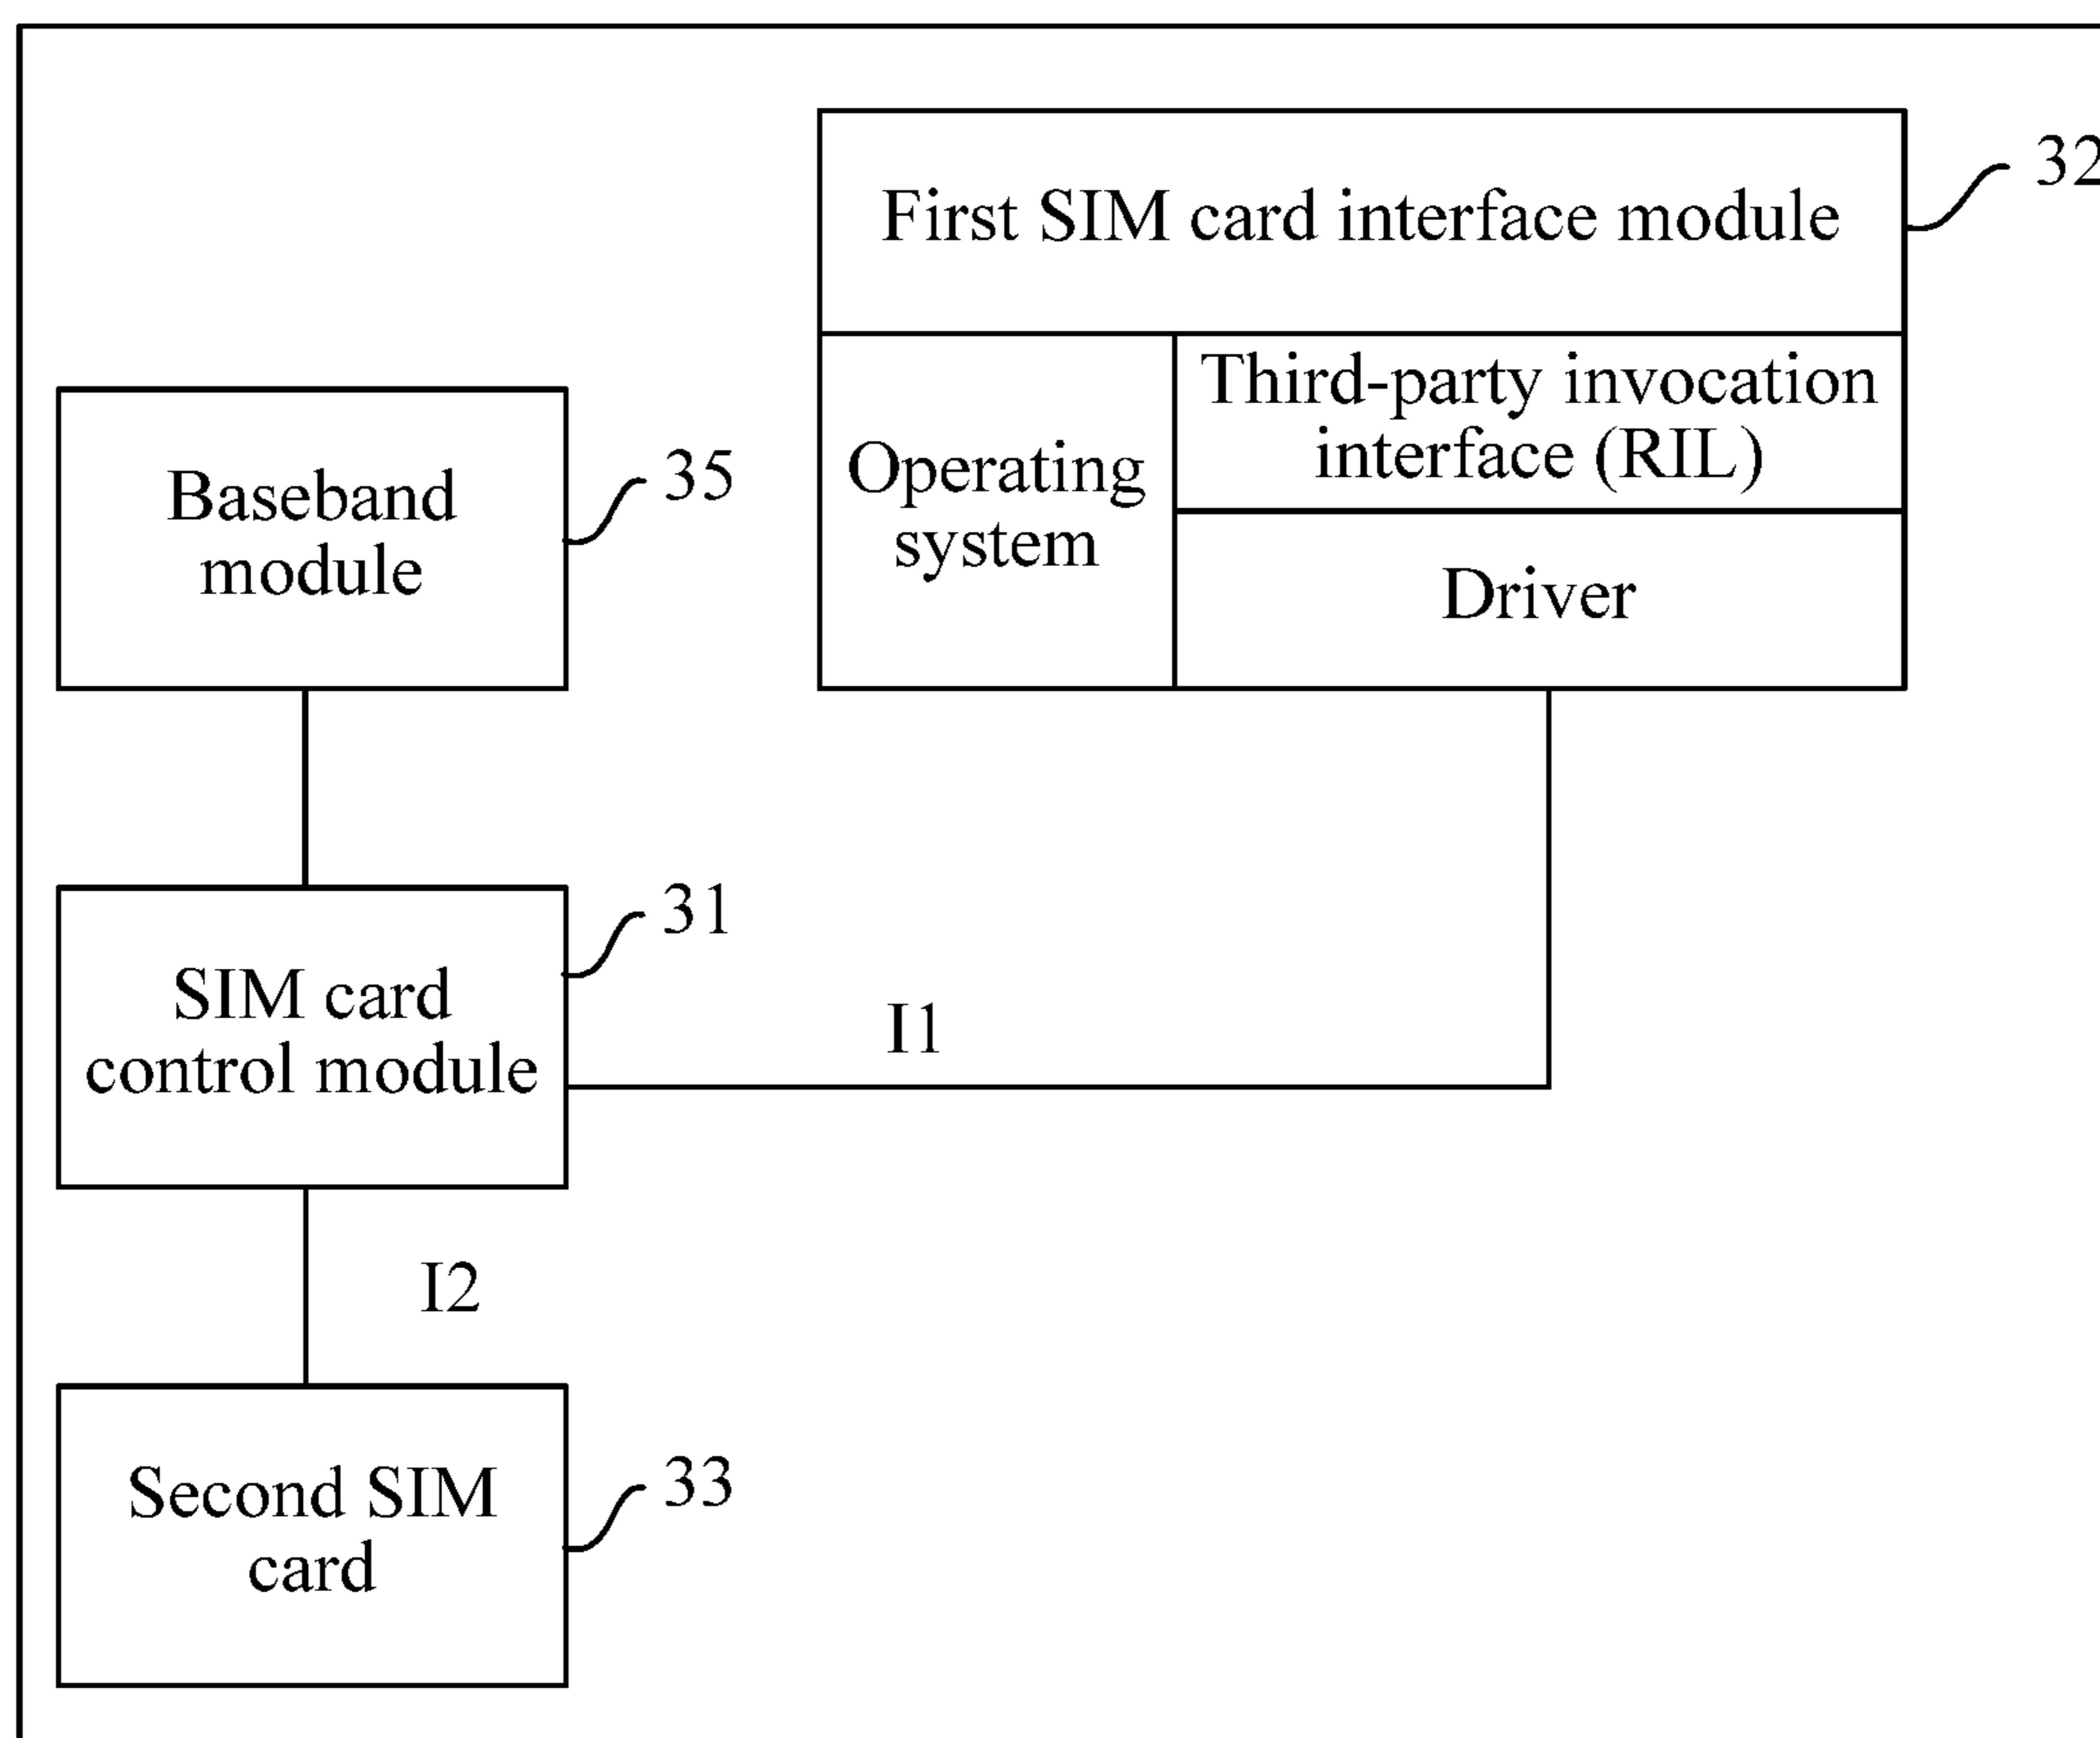 First SIM card interface module
32
Third-party invocation
interface (RIL)
Operating
system
Driver
Baseband
module
35
SIM card
control module
31
I1
I2
Second SIM
card
33